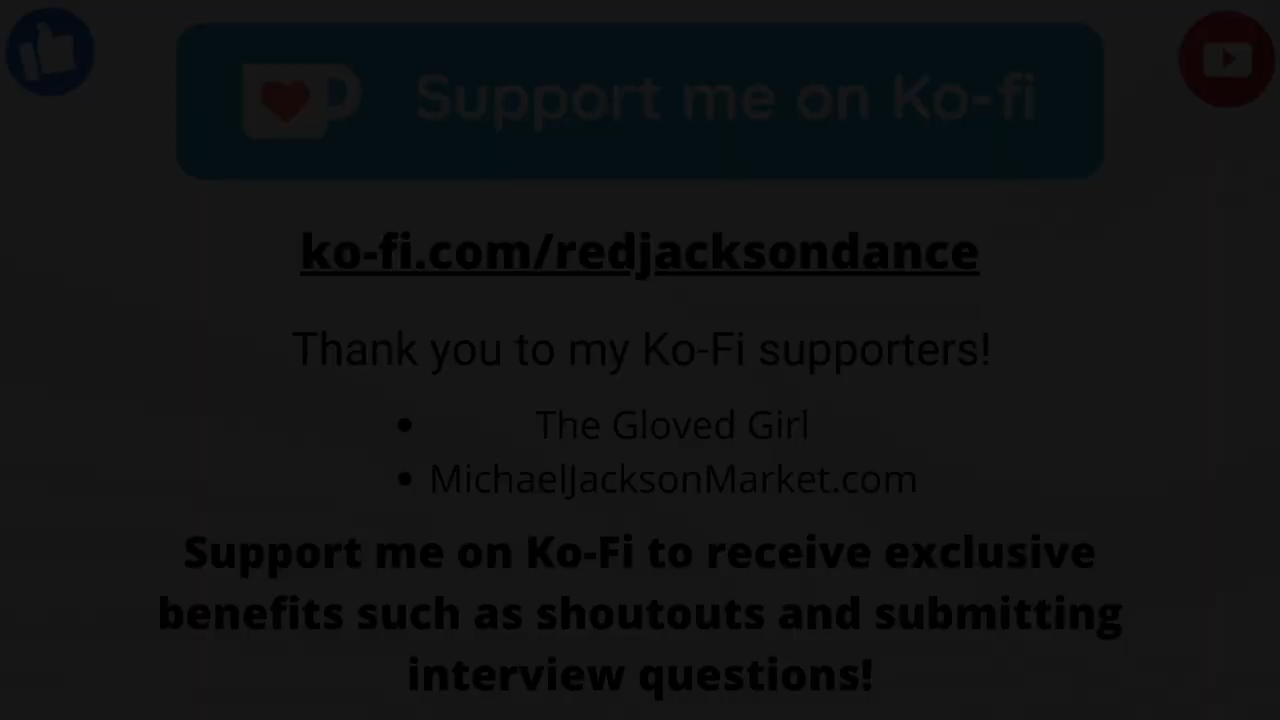 Support me on Ko-fi
ko-fi.com/redjacksondance
Thank you to my Ko-Fi supporters!
• The Gloved Girl
• MichaelJacksonMarket.com
Support me on Ko-Fi to receive exclusive
benefits such as shoutouts and submitting
interview questions!